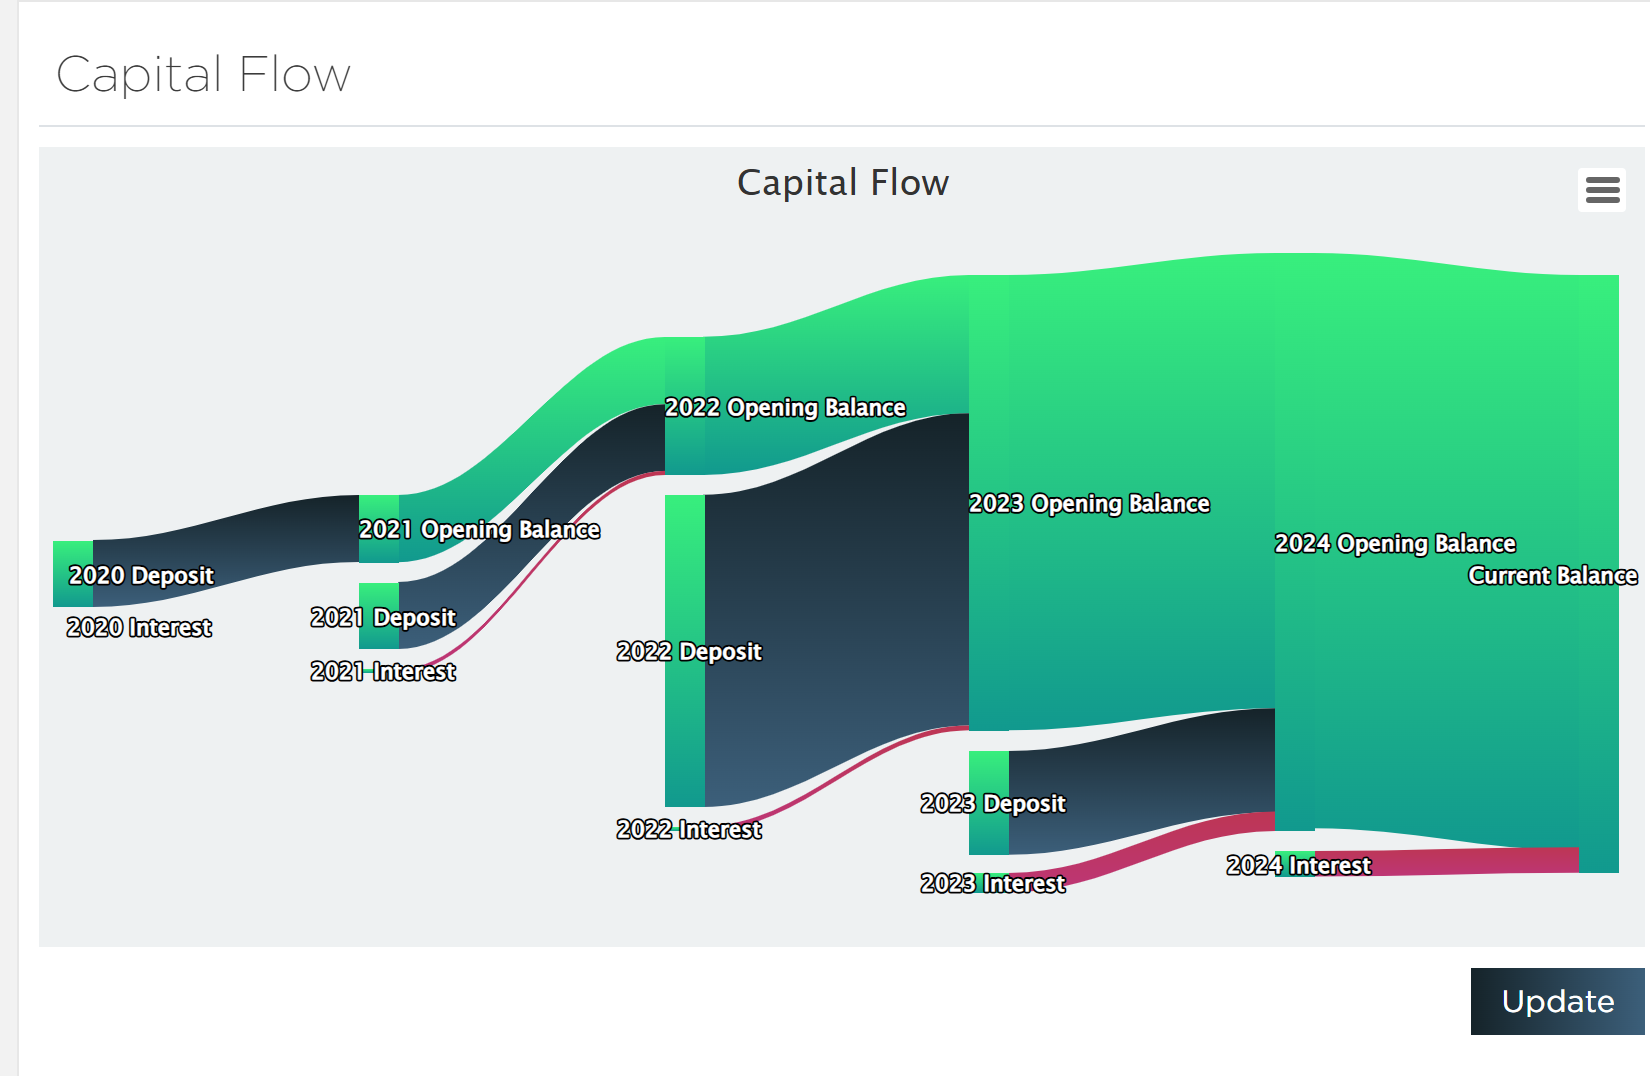 Capital Flow
Capital Flow
2020 Deposit
2020 Interest
2021 Opening Balance
2021 Deposit
2021 Interest
2022 Opening Balance
2022 Deposit
2022 Interest
2023 Opening Balance
2023 Deposit
2023 Interest
2024 Opening Balance
2024 Interest
Current Balance
Update